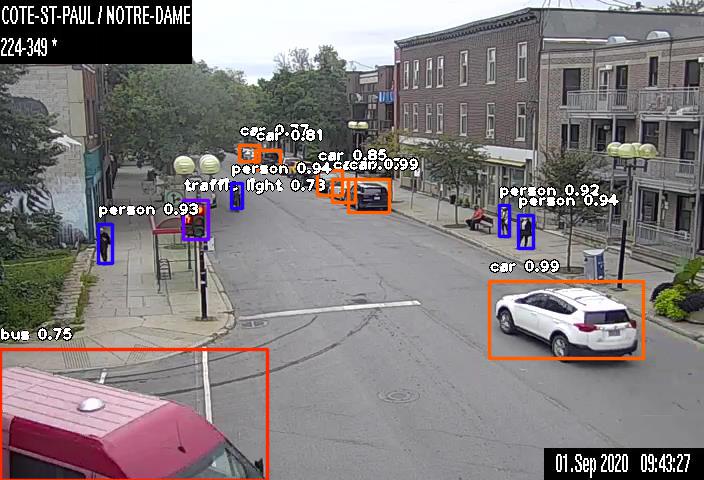 COTE-ST-PAUL / NOTRE-DAME
224-349 *
car 0.77
car 0.81
car 0.85
car 0.99
person 0.94
traffic light 0.73
person 0.93
person 0.92
person 0.94
car 0.99
bus 0.75
01.Sep 2020 09:43:27